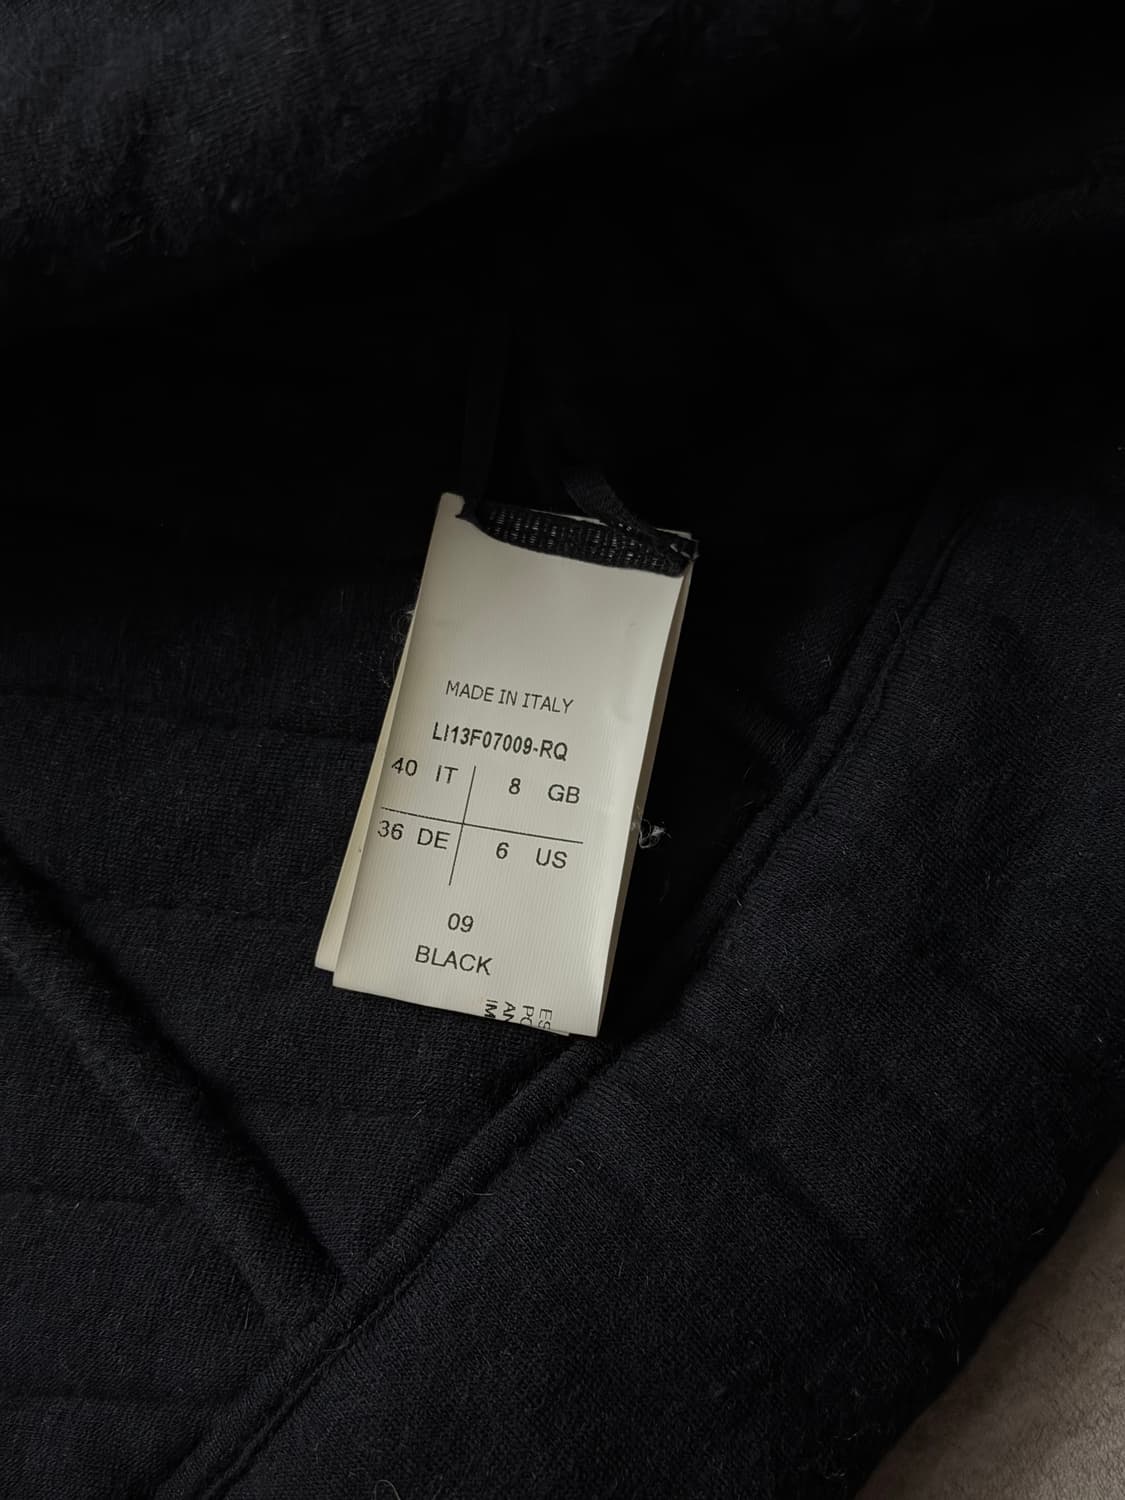 MADE IN ITALY
LI13F07009-RQ
40 IT 8 GB
36 DE 6 US
09
BLACK